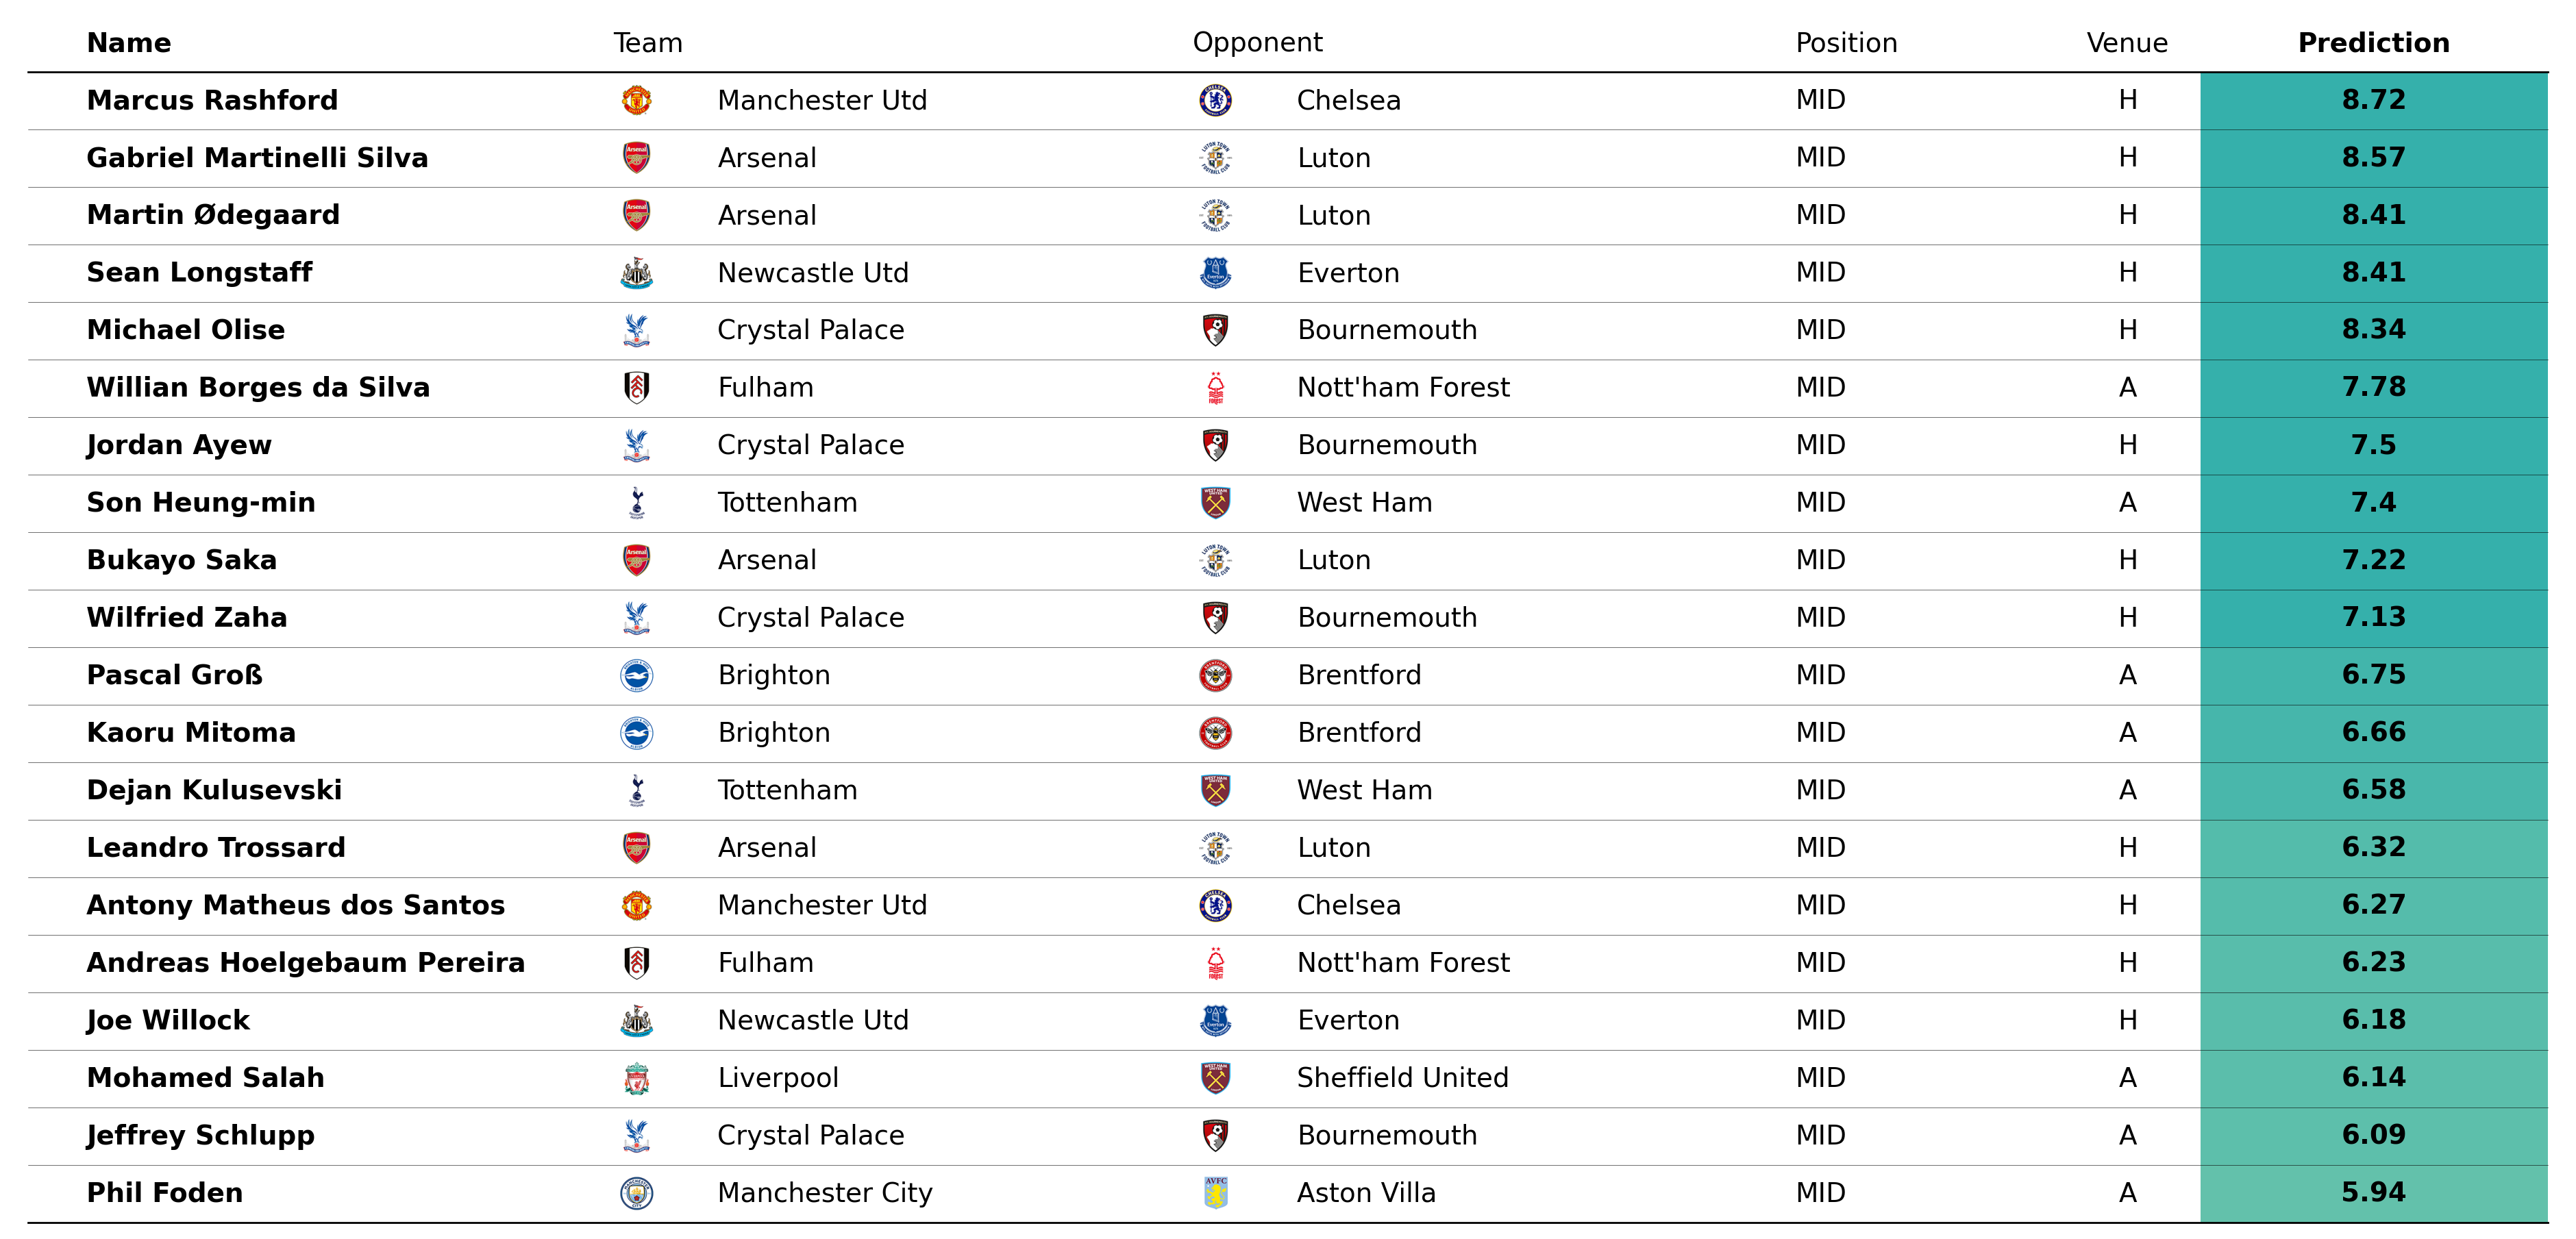 Name Team Opponent Position Venue Prediction
Marcus Rashford Manchester Utd Chelsea MID H 8.72
Gabriel Martinelli Silva Arsenal Luton MID H 8.57
Martin Ødegaard Arsenal Luton MID H 8.41
Sean Longstaff Newcastle Utd Everton MID H 8.41
Michael Olise Crystal Palace Bournemouth MID H 8.34
Willian Borges da Silva Fulham Nott'ham Forest MID A 7.78
Jordan Ayew Crystal Palace Bournemouth MID H 7.5
Son Heung-min Tottenham West Ham MID A 7.4
Bukayo Saka Arsenal Luton MID H 7.22
Wilfried Zaha Crystal Palace Bournemouth MID H 7.13
Pascal Groß Brighton Brentford MID A 6.75
Kaoru Mitoma Brighton Brentford MID A 6.66
Dejan Kulusevski Tottenham West Ham MID A 6.58
Leandro Trossard Arsenal Luton MID H 6.32
Antony Matheus dos Santos Manchester Utd Chelsea MID H 6.27
Andreas Hoelgebaum Pereira Fulham Nott'ham Forest MID H 6.23
Joe Willock Newcastle Utd Everton MID H 6.18
Mohamed Salah Liverpool Sheffield United MID A 6.14
Jeffrey Schlupp Crystal Palace Bournemouth MID A 6.09
Phil Foden Manchester City Aston Villa MID A 5.94